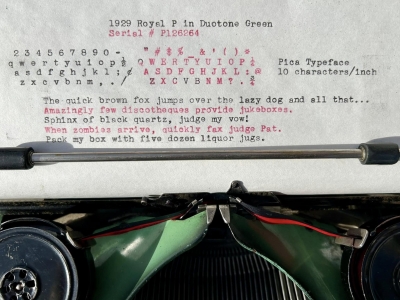 1929 Royal P in Duotone Green
Serial # P126264
2 3 4 5 6 7 8 9 0 - " # $ % _ & ' ( ) *
q w e r t y u i o p ½ Q W E R T Y U I O P ¼ Pica Typeface
a s d f g h j k l ; ¢ A S D F G H J K L : @ 10 characters/inch
z x c v b n m , . / Z X C V B N M ? . ¾
The quick brown fox jumps over the lazy dog and all that...
Amazingly few discotheques provide jukeboxes.
Sphinx of black quartz, judge my vow!
When zombies arrive, quickly fax judge Pat.
Pack my box with five dozen liquor jugs.